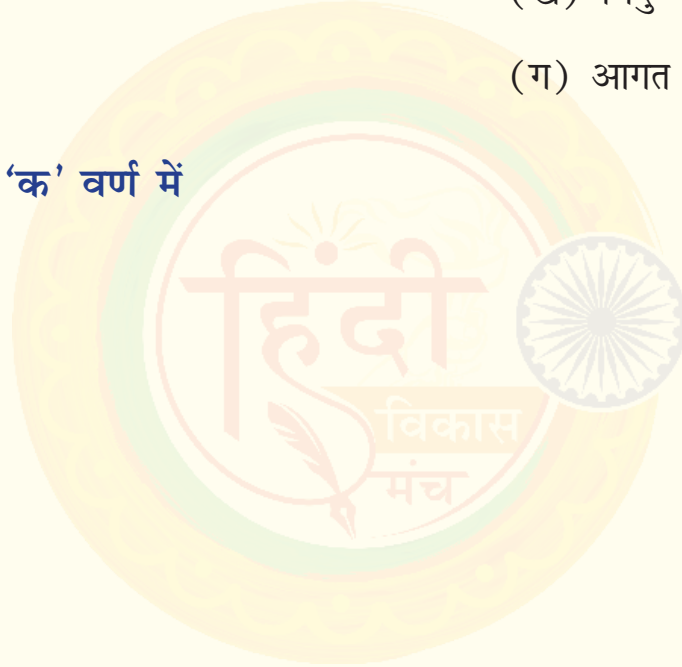 (ग) आगत
‘क’ वर्ण में
हिंदी
विकास
मंच